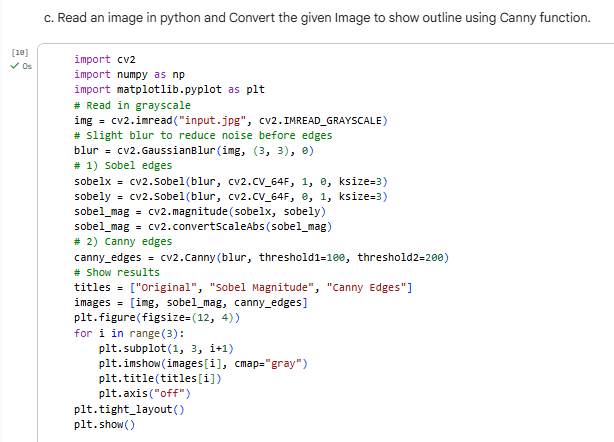 c. Read an image in python and Convert the given Image to show outline using Canny function.
[10]
✓ 0s
import cv2
import numpy as np
import matplotlib.pyplot as plt
# Read in grayscale
img = cv2.imread("input.jpg", cv2.IMREAD_GRAYSCALE)
# Slight blur to reduce noise before edges
blur = cv2.GaussianBlur(img, (3, 3), 0)
# 1) Sobel edges
sobelx = cv2.Sobel(blur, cv2.CV_64F, 1, 0, ksize=3)
sobely = cv2.Sobel(blur, cv2.CV_64F, 0, 1, ksize=3)
sobel_mag = cv2.magnitude(sobelx, sobely)
sobel_mag = cv2.convertScaleAbs(sobel_mag)
# 2) Canny edges
canny_edges = cv2.Canny(blur, threshold1=100, threshold2=200)
# Show results
titles = ["Original", "Sobel Magnitude", "Canny Edges"]
images = [img, sobel_mag, canny_edges]
plt.figure(figsize=(12, 4))
for i in range(3):
    plt.subplot(1, 3, i+1)
    plt.imshow(images[i], cmap="gray")
    plt.title(titles[i])
    plt.axis("off")
plt.tight_layout()
plt.show()